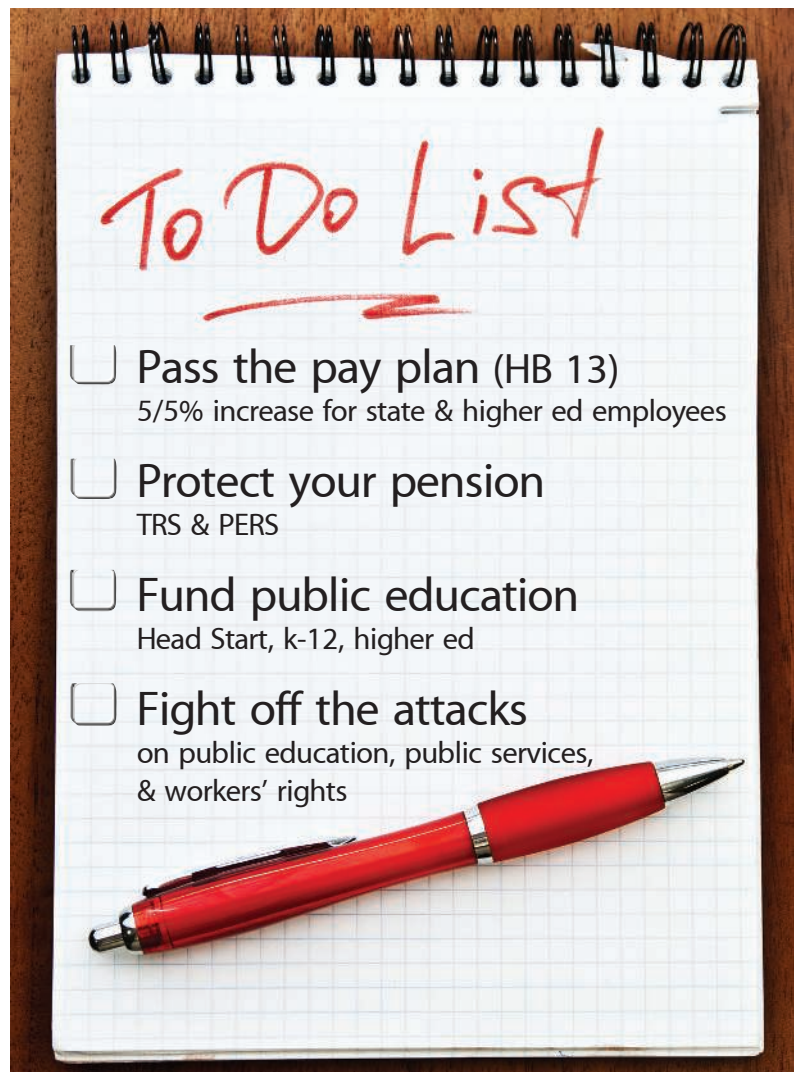 To Do List
Pass the pay plan (HB 13)
5/5% increase for state & higher ed employees
Protect your pension
TRS & PERS
Fund public education
Head Start, k-12, higher ed
Fight off the attacks
on public education, public services,
& workers’ rights